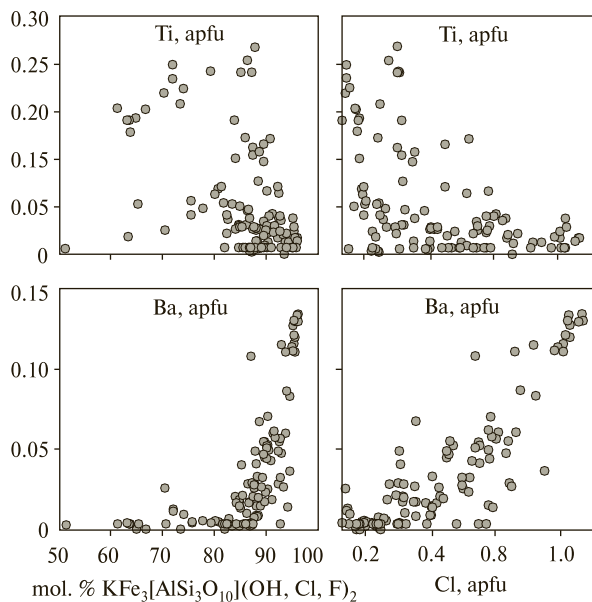 0.30
Ti, apfu
Ti, apfu
0.25
0.20
0.15
0.10
0.05
0
0.15
Ba, apfu
Ba, apfu
0.10
0.05
0
50 60 70 80 90 100
0.2 0.4 0.8 1.0
mol. % KFe₃[AlSi₃O₁₀](OH, Cl, F)₂
Cl, apfu